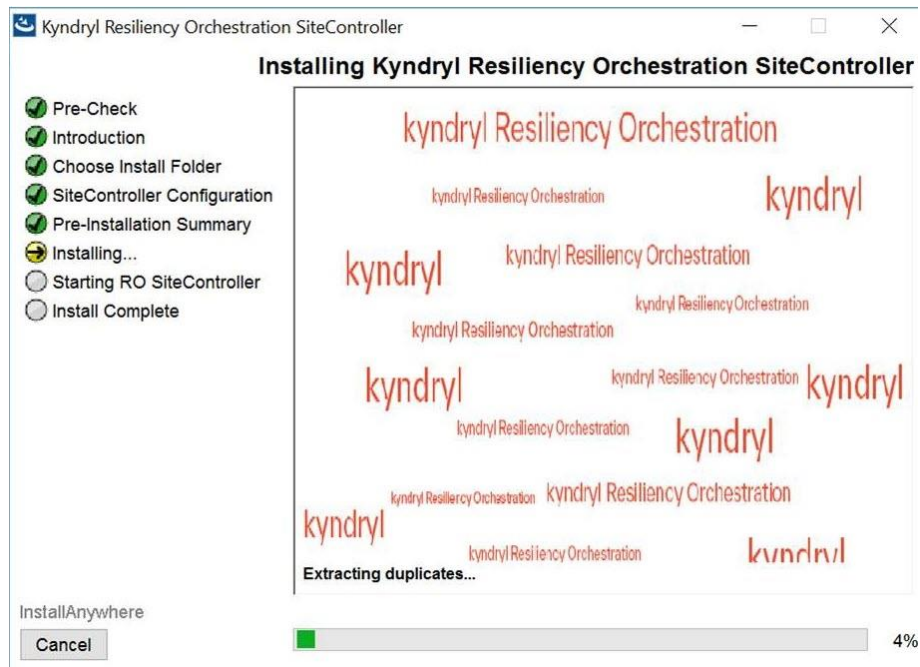 Kyndryl Resiliency Orchestration SiteController
Installing Kyndryl Resiliency Orchestration SiteController
Pre-Check
Introduction
Choose Install Folder
SiteController Configuration
Pre-Installation Summary
Installing...
Starting RO SiteController
Install Complete
kyndryl Resiliency Orchestration
kyndryl Resiliency Orchestration
kyndryl
kyndryl Resiliency Orchestration
kyndryl
kyndryl Resiliency Orchestration
kyndryl Resiliency Orchestration
kyndryl
kyndryl Resiliency Orchestration
kyndryl
kyndryl Resiliency Orchestration
kyndryl
kyndryl Resiliency Orchestration
kyndryl Resiliency Orchestration
kyndryl
kyndryl Resiliency Orchestration
kyndryl
Extracting duplicates...
InstallAnywhere
Cancel
4%